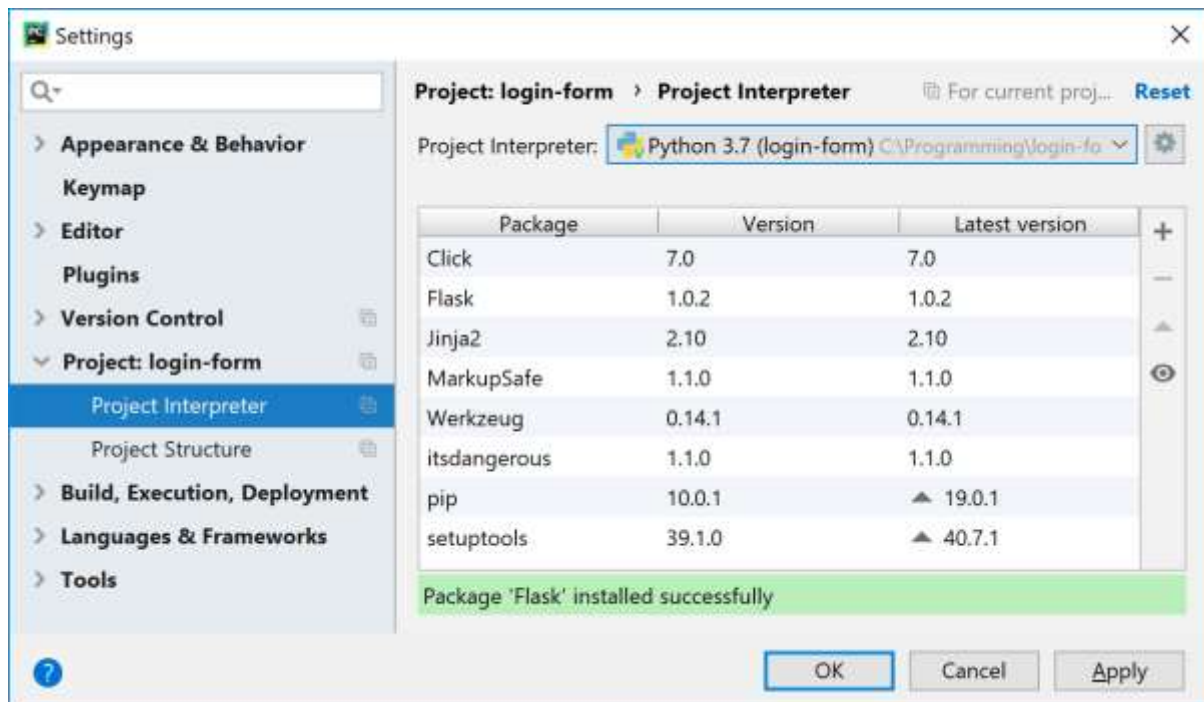 Settings
Project: login-form › Project Interpreter For current proj... Reset
Appearance & Behavior
Project Interpreter: Python 3.7 (login-form) C:\Programming\login-fo
Keymap
Editor
Plugins
Version Control
Project: login-form
Project Interpreter
Project Structure
Build, Execution, Deployment
Languages & Frameworks
Tools
Package Version Latest version
Click 7.0 7.0
Flask 1.0.2 1.0.2
Jinja2 2.10 2.10
MarkupSafe 1.1.0 1.1.0
Werkzeug 0.14.1 0.14.1
itsdangerous 1.1.0 1.1.0
pip 10.0.1 19.0.1
setuptools 39.1.0 40.7.1
Package 'Flask' installed successfully
? OK Cancel Apply